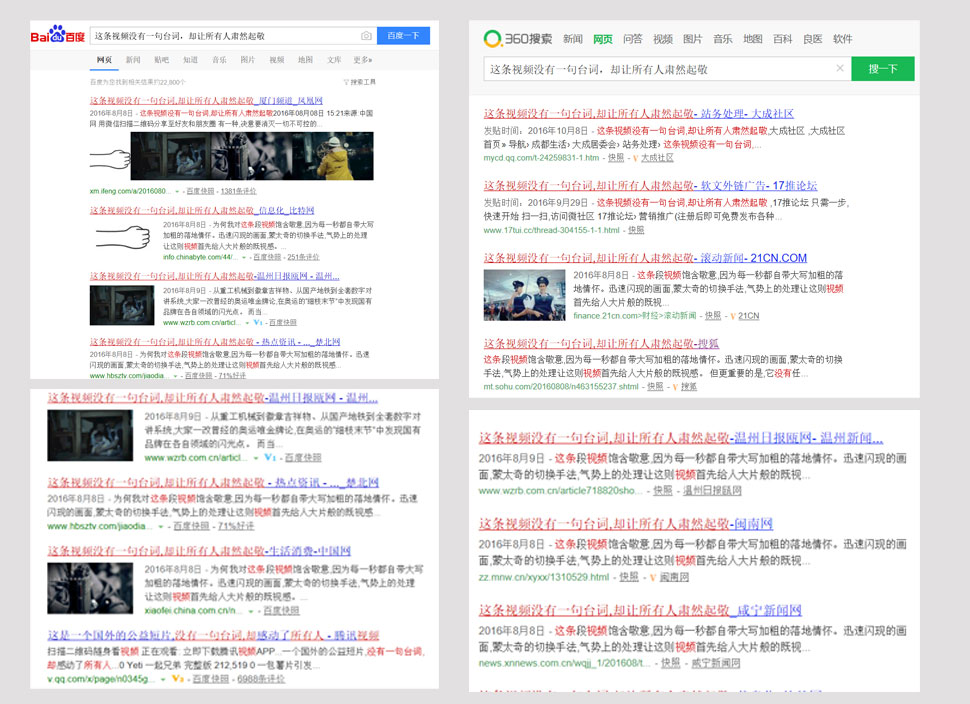 Bai du 百度 这条视频没有一句台词,却让所有人肃然起敬 百度一下
网页 新闻 贴吧 知道 音乐 图片 视频 地图 文库 更多»
百度为您找到相关结果约22,800个 搜索工具
这条视频没有一句台词,却让所有人肃然起敬_厦门频道_凤凰网
2016年08月08日 - 这条视频没有一句台词,却让所有人肃然起敬2016年08月08日 15:21来源:中国
网 用微信扫描二维码分享至好友和朋友圈 有一种,决意要消灭一切不可控的...
xm.ifeng.com/a/2016080... - 百度快照 - 1381条评价
这条视频没有一句台词,却让所有人肃然起敬_信息化_比特网
2016年8月8日 - 为何我对这条段视频饱含敬意,因为每一秒都自带大写
加粗的落地情怀。迅速闪现的画面,蒙太奇的切换手法,气势上的处理
让这则视频首先给人大片般的既视感。...
info.chinabyte.com/44/... - 百度快照 - 251条评价
这条视频没有一句台词,却让所有人肃然起敬-温州日报瓯网 - 温州...
2016年8月9日 - 从重工机械到徽章吉祥物、从国产地铁到全套数字对
讲系统,大家一改曾经的奥运唯金牌论,在奥运的"细枝末节"中发现国有
品牌在各自领域的闪光点。 而当...
www.wzrb.com.cn/articl... - V1 - 百度快照
这条视频没有一句台词,却让所有人肃然起敬 - 热点资讯 - ..._楚北网
2016年8月8日 - 为何我对这条段视频饱含敬意,因为每一秒都自带大写加粗的落地情怀。迅速
闪现的画面,蒙太奇的切换手法,气势上的处理让这则视频首先给人大片般的既视感...
www.hbsztv.com/jiaodia... - 百度快照 - 71%好评
这条视频没有一句台词,却让所有人肃然起敬-温州日报瓯网 - 温州...
2016年8月9日 - 从重工机械到徽章吉祥物、从国产地铁到全套数字对
讲系统,大家一改曾经的奥运唯金牌论,在奥运的"细枝末节"中发现国有
品牌在各自领域的闪光点。 而当...
www.wzrb.com.cn/articl... - V1 - 百度快照
这条视频没有一句台词,却让所有人肃然起敬 - 热点资讯 - ..._楚北网
2016年8月8日 - 为何我对这条段视频饱含敬意,因为每一秒都自带大写加粗的落地情怀。迅速
闪现的画面,蒙太奇的切换手法,气势上的处理让这则视频首先给人大片般的既视感...
www.hbsztv.com/jiaodia... - 百度快照 - 71%好评
这条视频没有一句台词,却让所有人肃然起敬-生活消费-中国网
2016年8月8日 - 为何我对这条段视频饱含敬意,因为每一秒都自带大写
加粗的落地情怀。迅速闪现的画面,蒙太奇的切换手法,气势上的处理
让这则视频首先给人大片般的既视感。...
xiaofei.china.com.cn/n... - 百度快照
这是一个国外的公益短片,没有一句台词,却感动了所有人 - 腾讯视频
扫描二维码随身看视频 正在观看: 立即下载腾讯视频APP...一个国外的公益短片,没有一句台词,
却感动了所有人...0 Yeti 一起兄弟 完整版 212,519 0 一包薯片引发...
v.qq.com/x/page/n0345g... - V3 - 百度快照 - 6988条评价
360搜索 新闻 网页 问答 视频 图片 音乐 地图 百科 良医 软件
这条视频没有一句台词，却让所有人肃然起敬 × 搜一下
这条视频没有一句台词,却让所有人肃然起敬- 站务处理- 大成社区
发贴时间：2016年10月8日 - 这条视频没有一句台词,却让所有人肃然起敬,大成社区 ,大成社区
首页» 导航› 成都生活› 大成居委会› 站务处理› 这条视频没有一句台词,...
mycd.qq.com/t-24259831-1.htm - 快照 - V 大成社区
这条视频没有一句台词,却让所有人肃然起敬- 软文外链广告- 17推论坛
发贴时间：2016年9月29日 - 这条视频没有一句台词,却让所有人肃然起敬 ,17推论坛 只需一步,
快速开始 扫一扫,访问微社区 17推论坛› 营销推广(注册后即可免费发布各种...
www.17tui.cc/thread-304155-1-1.html - 快照
这条视频没有一句台词,却让所有人肃然起敬- 滚动新闻- 21CN.COM
2016年8月8日 - 这条段视频饱含敬意,因为每一秒都自带大写加粗的落
地情怀。迅速闪现的画面,蒙太奇的切换手法,气势上的处理让这则视频
首先给人大片般的既视...
finance.21cn.com>财经>滚动新闻 - 快照 - V 21CN
这条视频没有一句台词,却让所有人肃然起敬-搜狐
这条段视频饱含敬意,因为每一秒都自带大写加粗的落地情怀。迅速闪现的画面,蒙太奇的切
换手法,气势上的处理让这则视频首先给人大片般的既视感。 但更重要的是,它没有任...
mt.sohu.com/20160808/n463155237.shtml - 快照 - V 搜狐
这条视频没有一句台词,却让所有人肃然起敬-温州日报瓯网- 温州新闻...
2016年8月9日 - 这条段视频饱含敬意,因为每一秒都自带大写加粗的落地情怀。迅速闪现的画
面,蒙太奇的切换手法,气势上的处理让这则视频首先给人大片般的既视...
www.wzrb.com.cn/article718820sho... - 快照 - 温州日报瓯网
这条视频没有一句台词,却让所有人肃然起敬-闽南网
2016年8月8日 - 这条段视频饱含敬意,因为每一秒都自带大写加粗的落地情怀。迅速闪现的画
面,蒙太奇的切换手法,气势上的处理让这则视频首先给人大片般的既视...
zz.mnw.cn/xyxx/1310529.html - 快照 - V 闽南网
这条视频没有一句台词,却让所有人肃然起敬_咸宁新闻网
2016年8月8日 - 这条段视频饱含敬意,因为每一秒都自带大写加粗的落地情怀。迅速闪现的画
面,蒙太奇的切换手法,气势上的处理让这则视频首先给人大片般的既视...
news.xnnews.com.cn/wqjj_1/201608/t... - 快照 - 咸宁新闻网